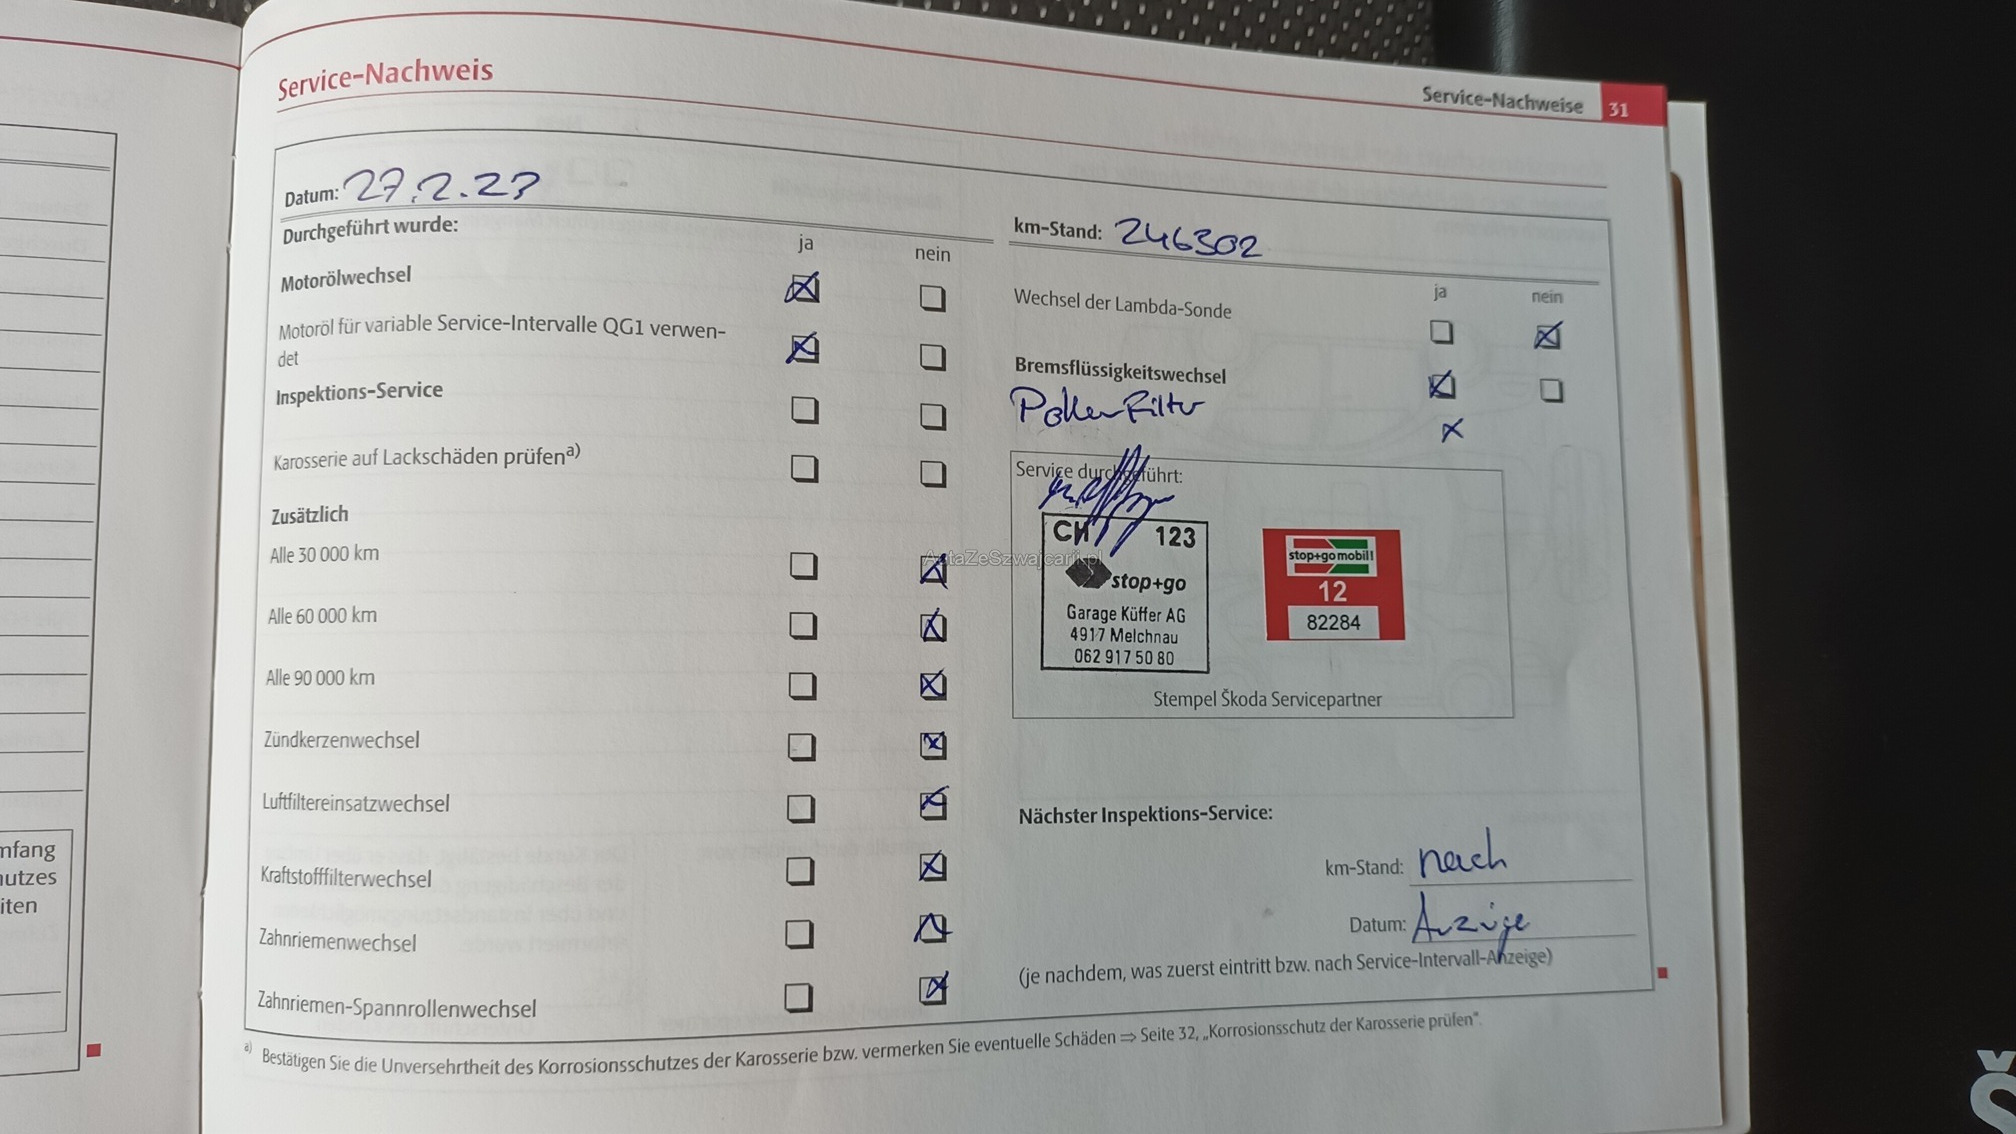 Service-Nachweis
Service-Nachweise 31
Datum: 27.2.23
Durchgeführt wurde:
ja nein
Motorölwechsel
Motoröl für variable Service-Intervalle QG1 verwen-
det
Inspektions-Service
Karosserie auf Lackschäden prüfen a)
Zusätzlich
Alle 30 000 km
Alle 60 000 km
Alle 90 000 km
Zündkerzenwechsel
Luftfiltereinsatzwechsel
Kraftstofffilterwechsel
Zahnriemenwechsel
Zahnriemen-Spannrollenwechsel
km-Stand: 246302
ja nein
Wechsel der Lambda-Sonde
Bremsflüssigkeitswechsel
Pollenfilter
Service durchgeführt:
CH 123
stop+go
Garage Küffer AG
4917 Melchnau
062 917 50 80
stop+go mobil!
12
82284
Stempel Škoda Servicepartner
Nächster Inspektions-Service:
km-Stand: nach
Datum: Anzeige
(je nachdem, was zuerst eintritt bzw. nach Service-Intervall-Anzeige)
a) Bestätigen Sie die Unversehrtheit des Korrosionsschutzes der Karosserie bzw. vermerken Sie eventuelle Schäden ⇒ Seite 32, „Korrosionsschutz der Karosserie prüfen“.
mfang
utzes
iten
AutaZeSzwajcarii.pl